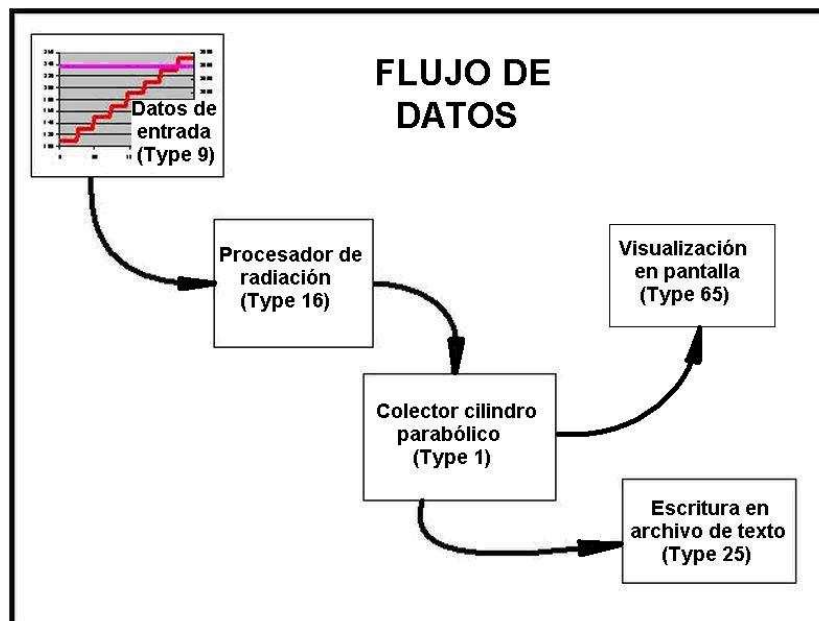 FLUJO DE
DATOS
Datos de
entrada
(Type 9)
Procesador de
radiación
(Type 16)
Colector cilindro
parabólico
(Type 1)
Visualización
en pantalla
(Type 65)
Escritura en
archivo de texto
(Type 25)